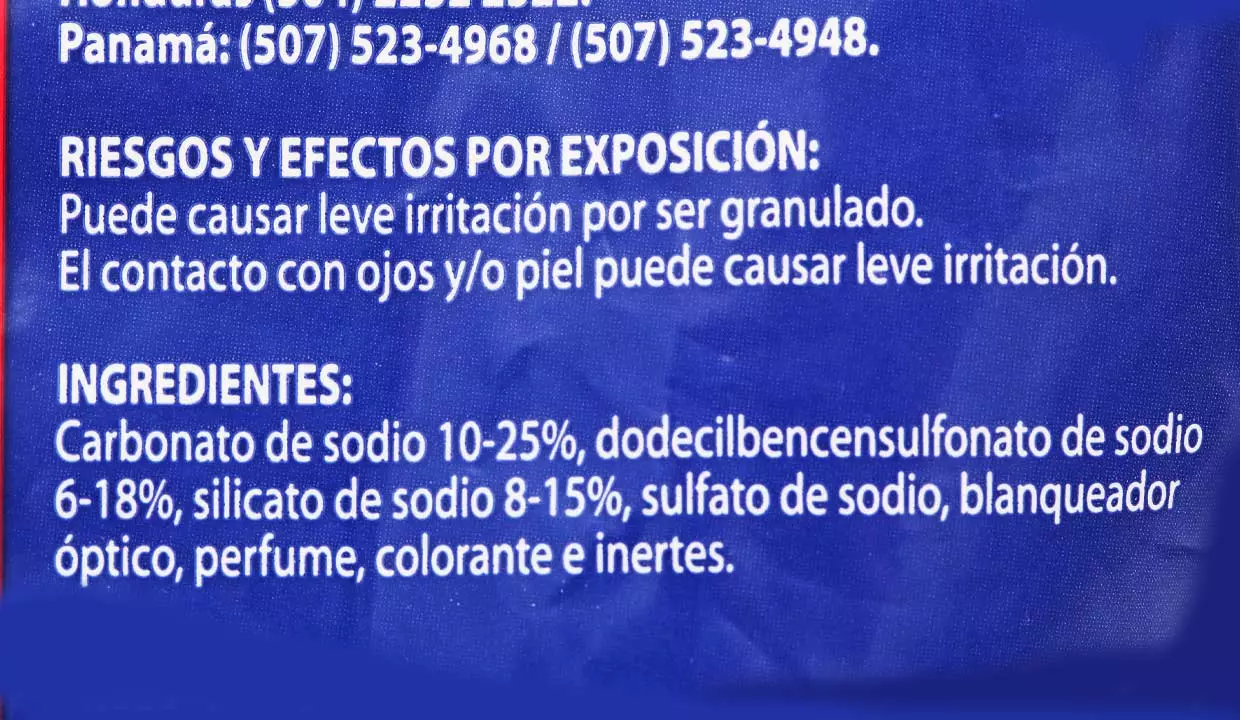 Panamá: (507) 523-4968 / (507) 523-4948.
RIESGOS Y EFECTOS POR EXPOSICIÓN:
Puede causar leve irritación por ser granulado.
El contacto con ojos y/o piel puede causar leve irritación.
INGREDIENTES:
Carbonato de sodio 10-25%, dodecilbencensulfonato de sodio
6-18%, silicato de sodio 8-15%, sulfato de sodio, blanqueador
óptico, perfume, colorante e inertes.